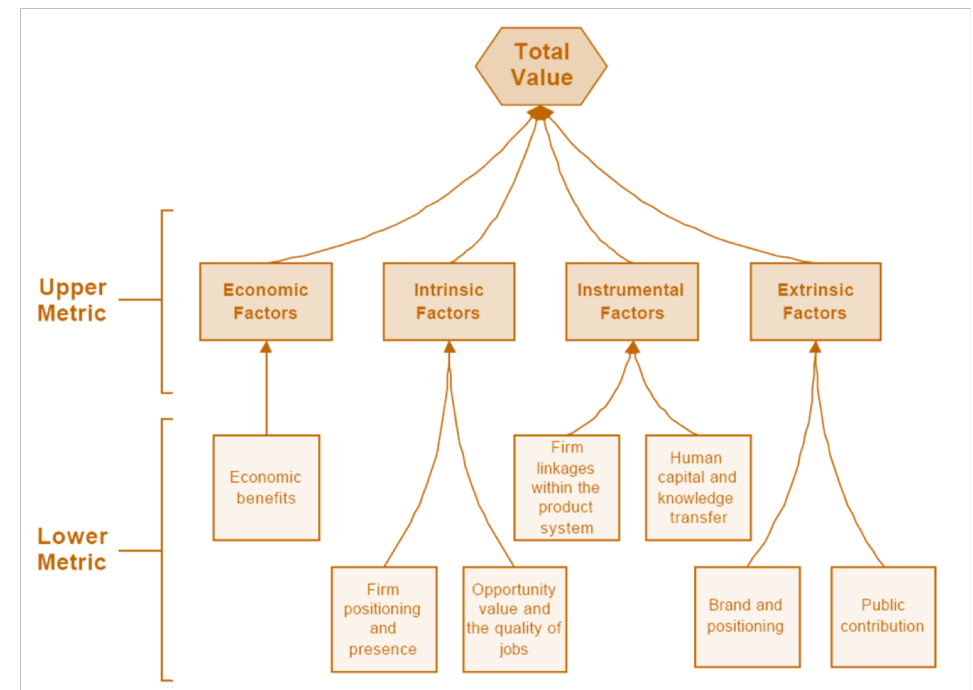 Total
Value
Upper
Metric
Economic
Factors
Intrinsic
Factors
Instrumental
Factors
Extrinsic
Factors
Lower
Metric
Economic
benefits
Firm
linkages
within the
product
system
Human
capital and
knowledge
transfer
Firm
positioning
and
presence
Opportunity
value and
the quality of
jobs
Brand and
positioning
Public
contribution